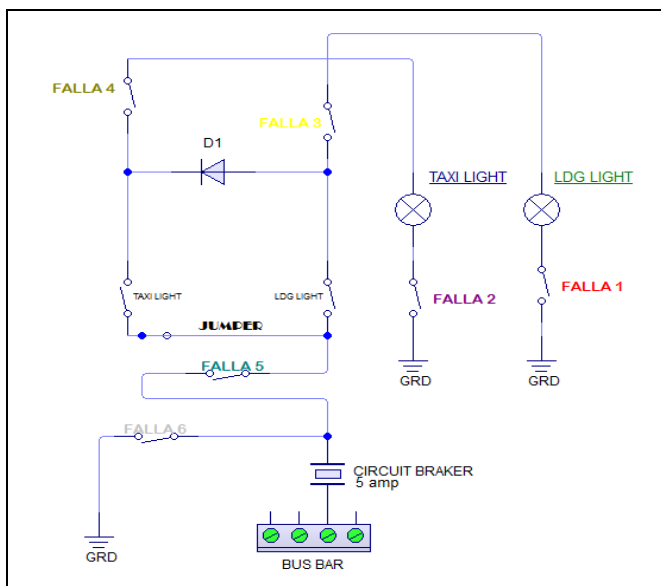 FALLA 4
FALLA 3
D1
TAXI LIGHT
LDG LIGHT
TAXI LIGHT
LDG LIGHT
FALLA 2
FALLA 1
JUMPER
FALLA 5
GRD
GRD
FALLA 6
CIRCUIT BRAKER
5 amp
GRD
BUS BAR